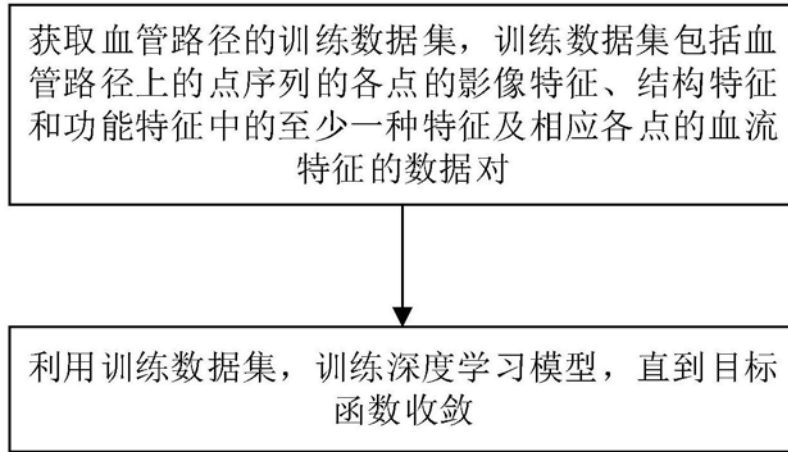 获取血管路径的训练数据集，训练数据集包括血
管路径上的点序列的各点的影像特征、结构特征
和功能特征中的至少一种特征及相应各点的血流
特征的数据对
利用训练数据集，训练深度学习模型，直到目标
函数收敛